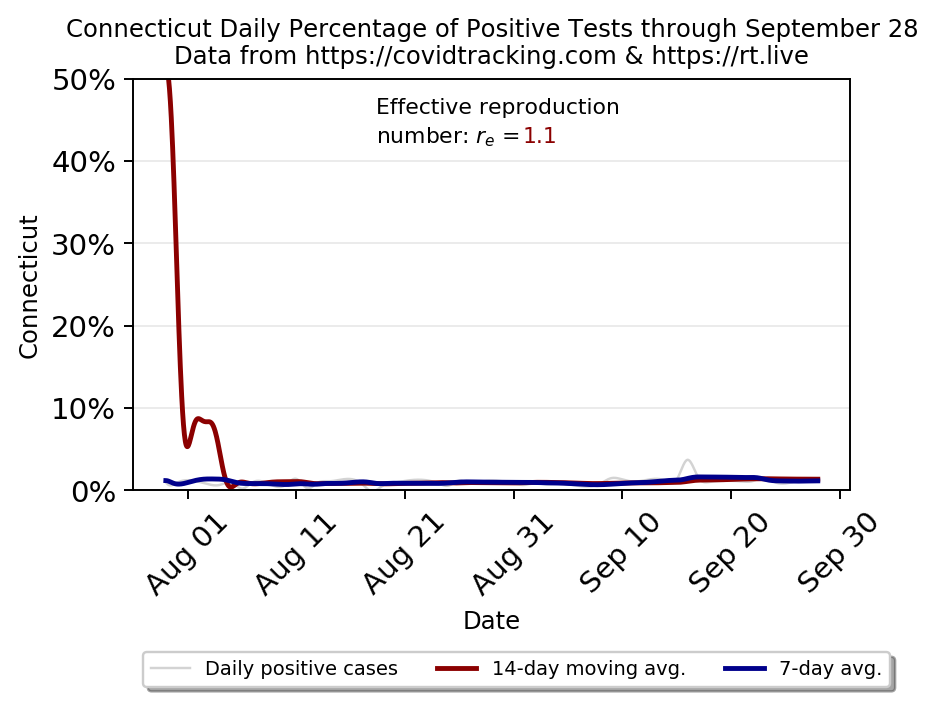 Connecticut Daily Percentage of Positive Tests through September 28
Data from https://covidtracking.com & https://rt.live
50%
40%
30%
20%
10%
0%
Connecticut
Effective reproduction
number: rₑ =1.1
Aug 01
Aug 11
Aug 21
Aug 31
Sep 10
Sep 20
Sep 30
Date
Daily positive cases
14-day moving avg.
7-day avg.